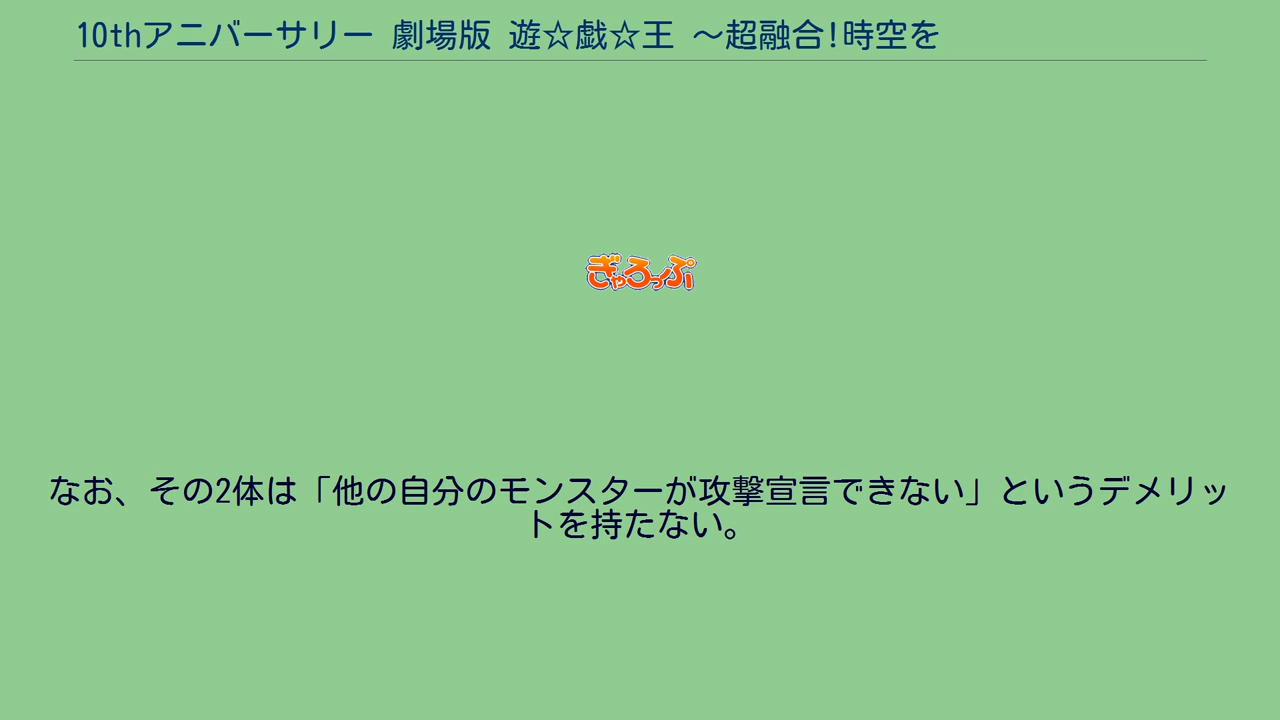 10thアニバーサリー 劇場版 遊☆戯☆王 〜超融合!時空を
ぎゃろっぷ
なお、その2体は「他の自分のモンスターが攻撃宣言できない」というデメリッ
トを持たない。